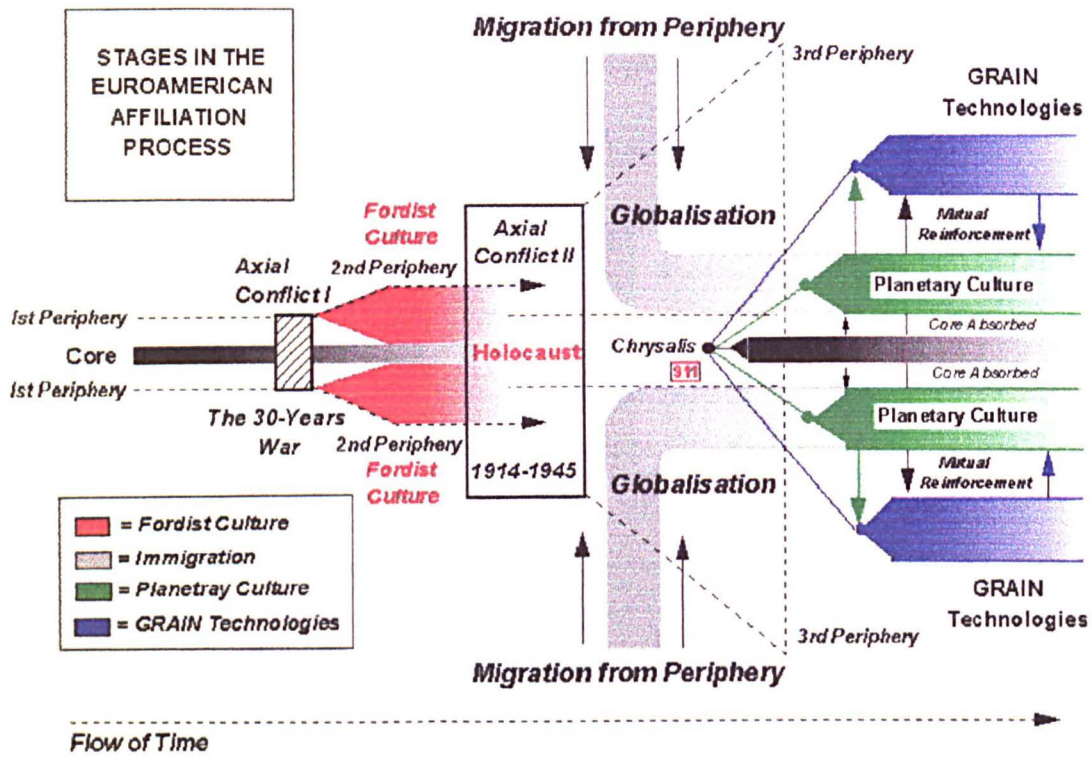 STAGES IN THE
EUROAMERICAN
AFFILIATION
PROCESS
Migration from Periphery
3rd Periphery
GRAIN
Technologies
Fordist
Culture
Axial
Conflict II
Globalisation
Mutual
Reinforcement
Axial
Conflict I
2nd Periphery
Planetary Culture
1st Periphery
Core Absorbed
Core
Holocaust
Chrysalis
911
Core Absorbed
1st Periphery
Planetary Culture
The 30-Years
War
2nd Periphery
Fordist
Culture
1914-1945
Globalisation
Mutual
Reinforcement
= Fordist Culture
= Immigration
= Planetray Culture
= GRAIN Technologies
GRAIN
Technologies
3rd Periphery
Migration from Periphery
Flow of Time